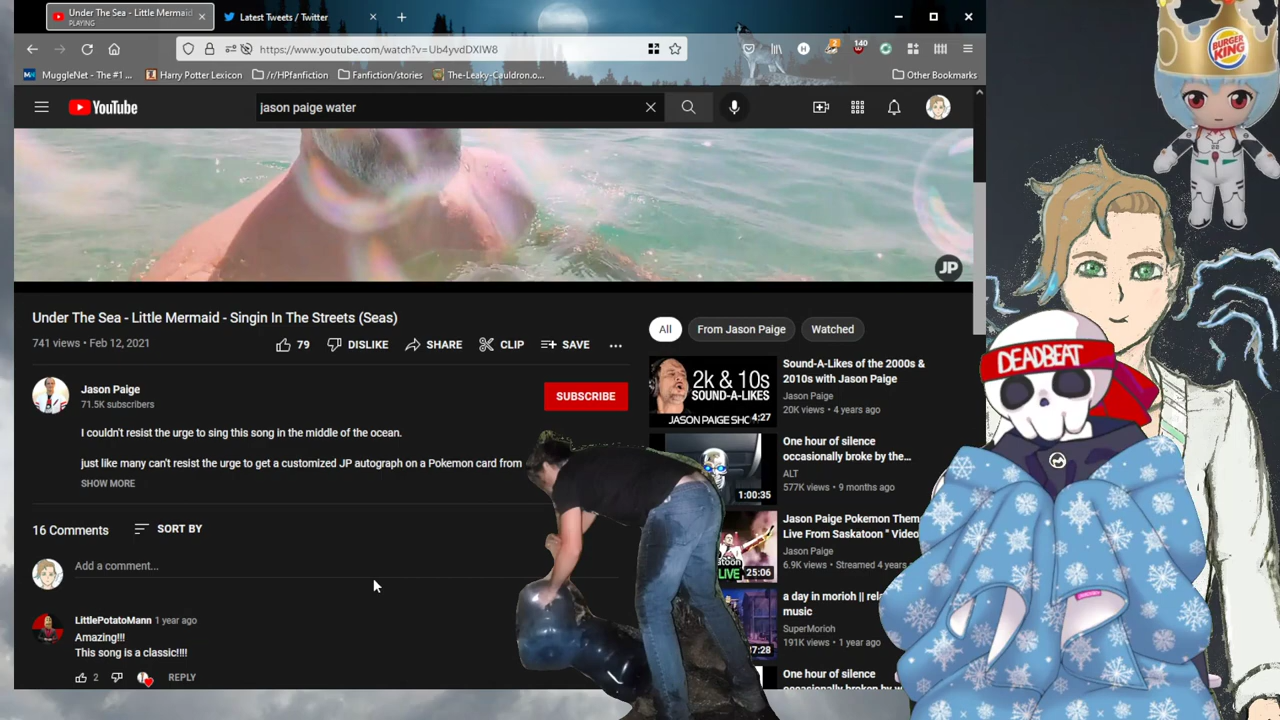 Under The Sea - Little Mermaid
PLAYING
Latest Tweets / Twitter
https://www.youtube.com/watch?v=Ub4yvdDXIW8
2
140
MuggleNet - The #1 ...
Harry Potter Lexicon
/r/HPfanfiction
Fanfiction/stories
The-Leaky-Cauldron.o...
Other Bookmarks
YouTube
jason paige water
JP
Under The Sea - Little Mermaid - Singin In The Streets (Seas)
741 views • Feb 12, 2021
79
DISLIKE
SHARE
CLIP
SAVE
...
Jason Paige
71.5K subscribers
SUBSCRIBE
I couldn't resist the urge to sing this song in the middle of the ocean.
just like many can't resist the urge to get a customized JP autograph on a Pokemon card from
SHOW MORE
16 Comments
SORT BY
Add a comment...
LittlePotatoMann 1 year ago
Amazing!!!
This song is a classic!!!!
2
REPLY
All
From Jason Paige
Watched
2K & 10s
SOUND-A-LIKES
JASON PAIGE SHO
4:27
Sound-A-Likes of the 2000s &
2010s with Jason Paige
Jason Paige
20K views • 4 years ago
1:00:35
One hour of silence
occasionally broke by the...
ALT
577K views • 9 months ago
LIVE
25:06
Jason Paige Pokemon Them
Live From Saskatoon " Video
Jason Paige
6.9K views • Streamed 4 years
7:28
a day in morioh || rela
music
SuperMorioh
191K views • 1 year ago
One hour of silence
BURGER
KING
DEADBEAT